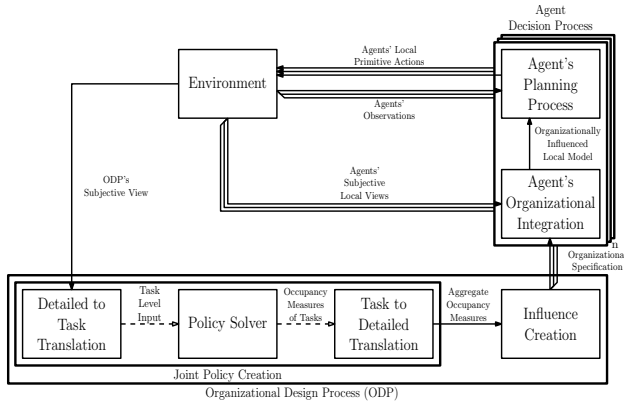 Agent
Decision Process
Agents' Local
Primitive Actions
Environment
Agent's
Planning
Process
Agents'
Observations
Organizationally
Influenced
Local Model
ODP's
Subjective View
Agents'
Subjective
Local Views
Agent's
Organizational
Integration
n
Organizational
Specification
Detailed to
Task
Translation
Task
Level
Input
Policy Solver
Occupancy
Measures
of Tasks
Task to
Detailed
Translation
Aggregate
Occupancy
Measures
Influence
Creation
Joint Policy Creation
Organizational Design Process (ODP)